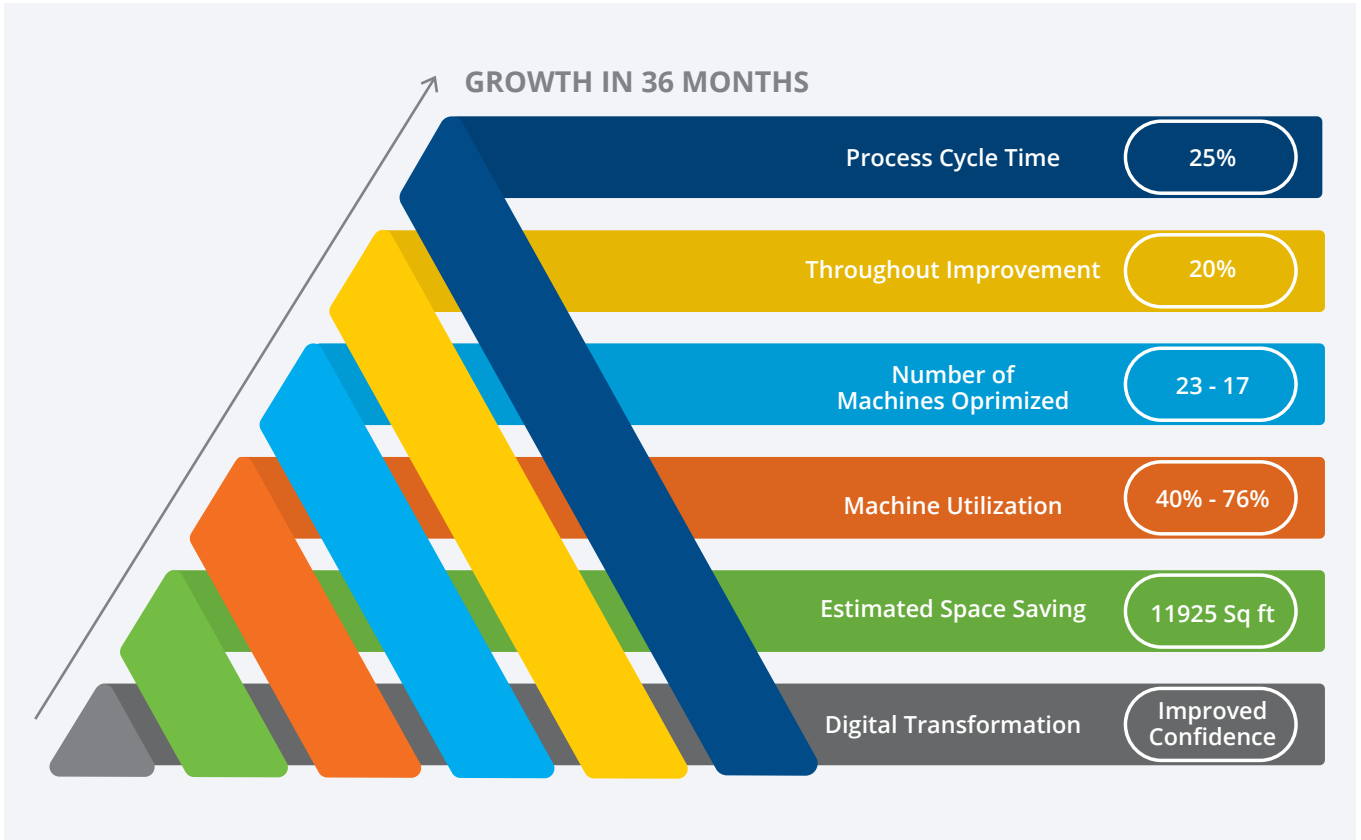 GROWTH IN 36 MONTHS
Process Cycle Time
25%
Throughout Improvement
20%
Number of
Machines Oprimized
23 - 17
Machine Utilization
40% - 76%
Estimated Space Saving
11925 Sq ft
Digital Transformation
Improved
Confidence